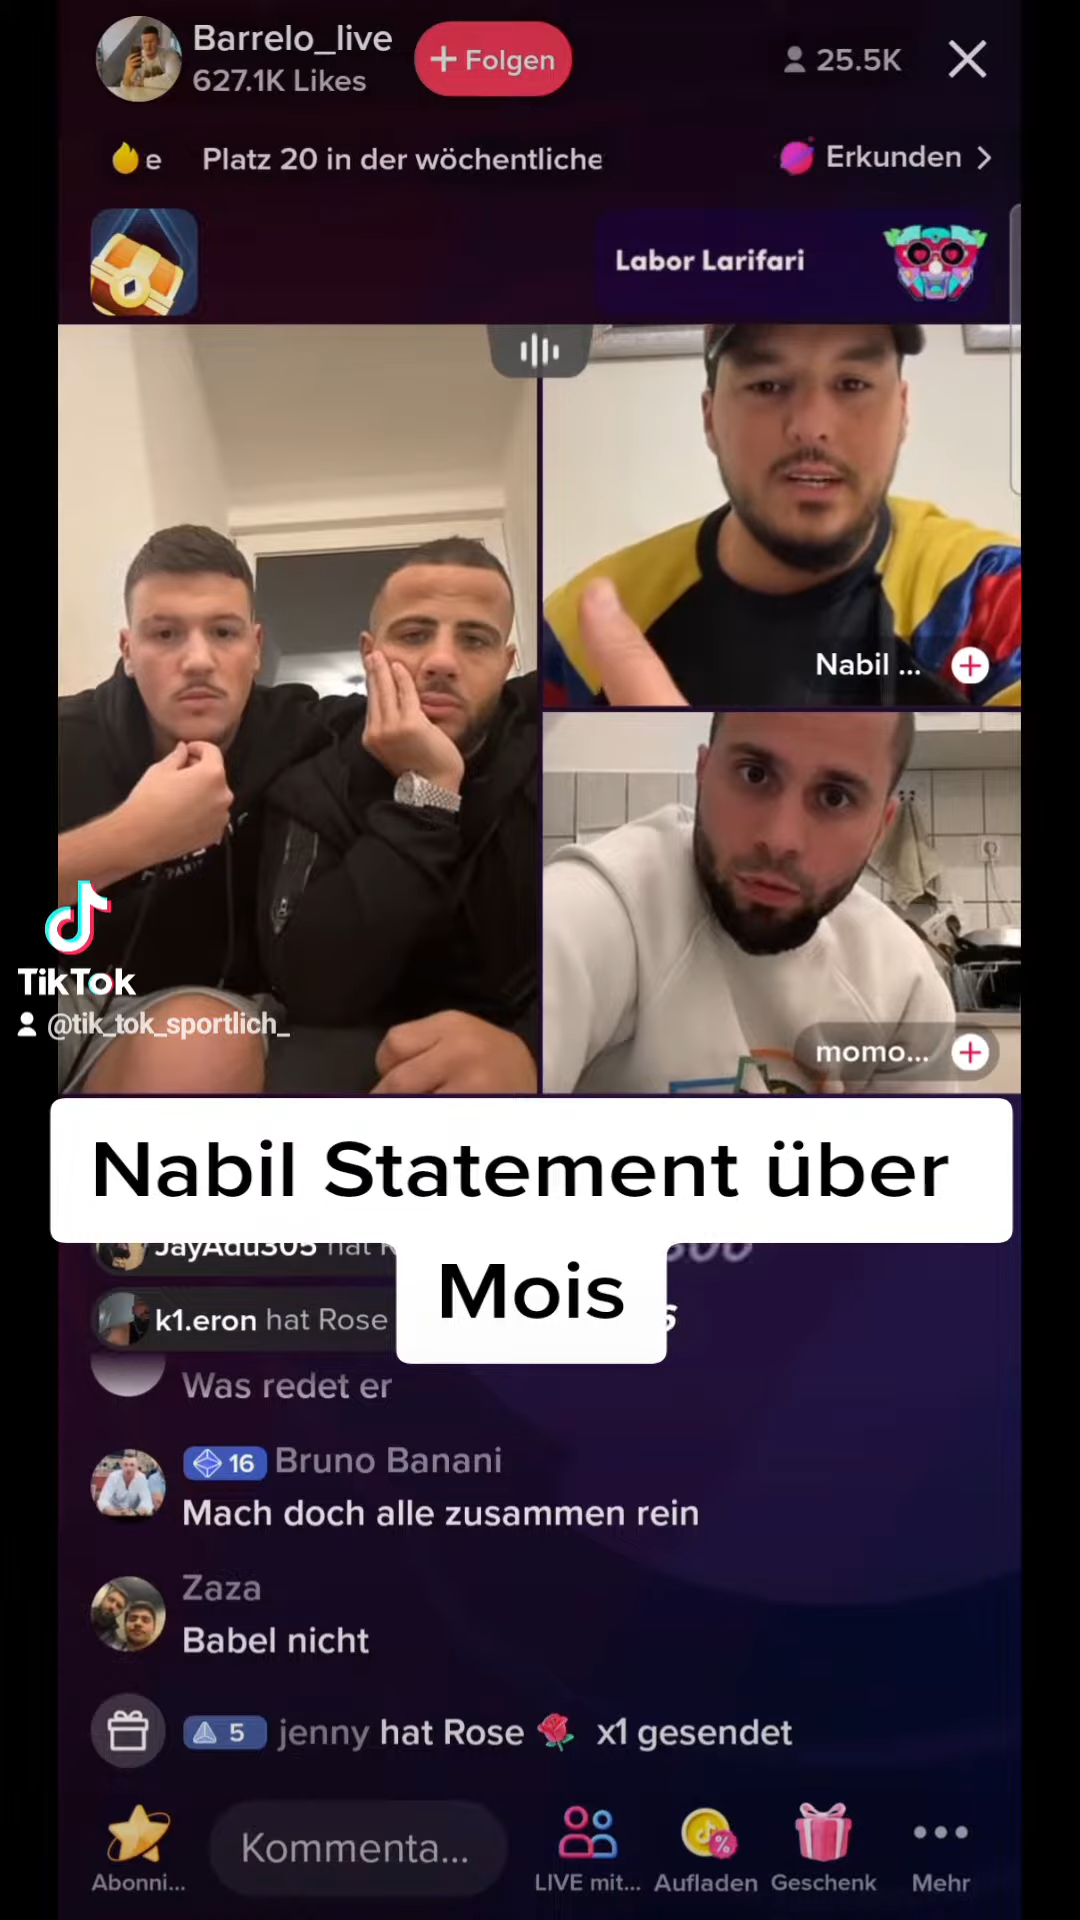 Barrelo_live
627.1K Likes
+ Folgen
25.5K
e Platz 20 in der wöchentliche
Erkunden
Labor Larifari
Nabil ...
TikTok
@tik_tok_sportlich_
momo...
Nabil Statement über
Mois
JayAdu305 hat
k1.eron hat Rose
Was redet er
16 Bruno Banani
Mach doch alle zusammen rein
Zaza
Babel nicht
5 jenny hat Rose x1 gesendet
Kommenta...
Abonni...
LIVE mit...
Aufladen
Geschenk
Mehr